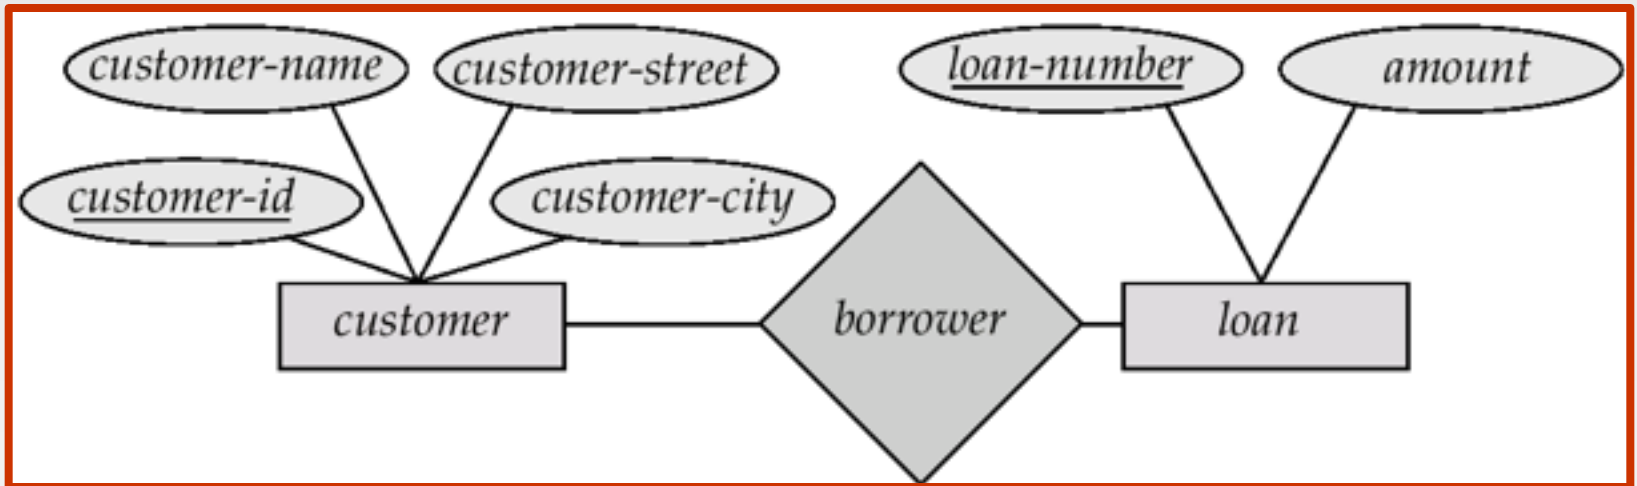 customer-name
customer-street
loan-number
amount
customer-id
customer-city
customer
borrower
loan